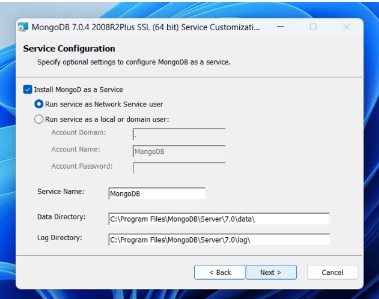 MongoDB 7.0.4 2008R2Plus SSL (64 bit) Service Customizati...
Service Configuration
Specify optional settings to configure MongoDB as a service.
Install MongoD as a Service
Run service as Network Service user
Run service as a local or domain user:
Account Domain: .
Account Name: MongoDB
Account Password:
Service Name: MongoDB
Data Directory: C:\Program Files\MongoDB\Server\7.0\data\
Log Directory: C:\Program Files\MongoDB\Server\7.0\log\
< Back Next > Cancel